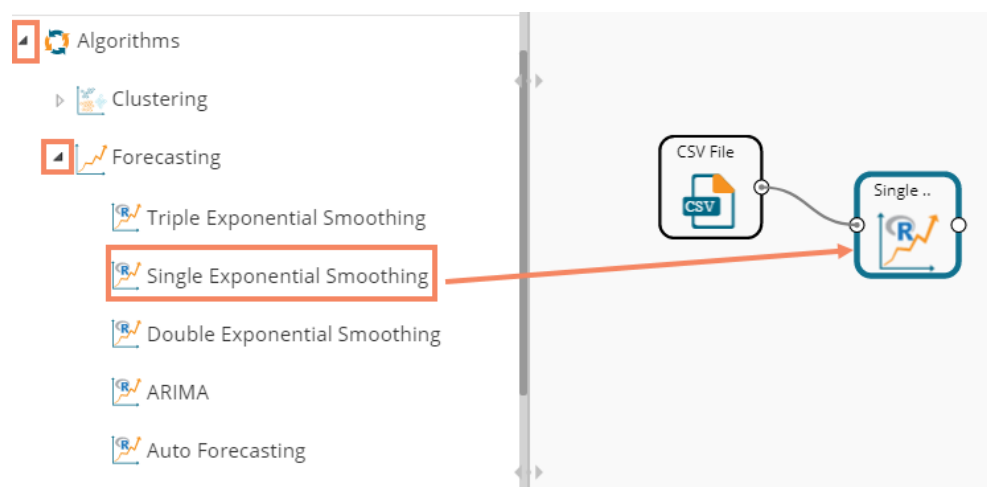 Algorithms
Clustering
Forecasting
R Triple Exponential Smoothing
R Single Exponential Smoothing
R Double Exponential Smoothing
R ARIMA
R Auto Forecasting
CSV File
CSV
Single ..
R